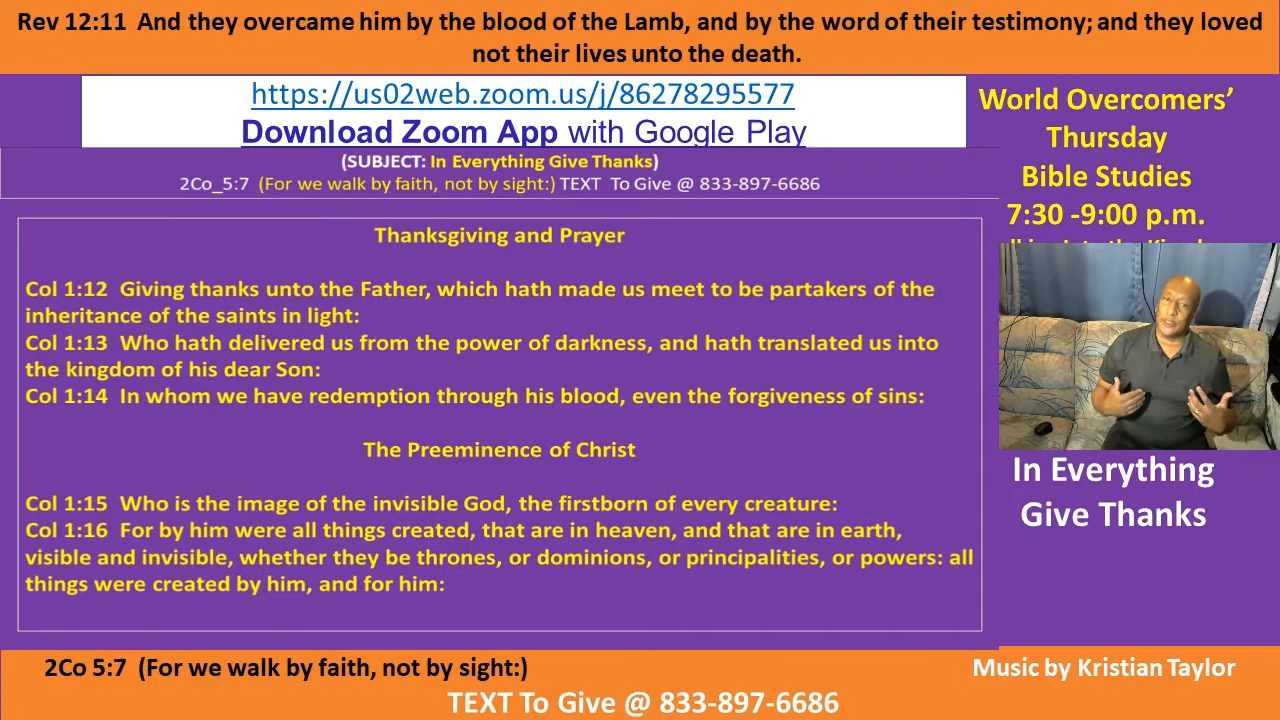 Rev 12:11  And they overcame him by the blood of the Lamb, and by the word of their testimony; and they loved
not their lives unto the death.
https://us02web.zoom.us/j/86278295577
Download Zoom App with Google Play
(SUBJECT: In Everything Give Thanks)
2Co_5:7  (For we walk by faith, not by sight:) TEXT  To Give @ 833-897-6686
Thanksgiving and Prayer
Col 1:12  Giving thanks unto the Father, which hath made us meet to be partakers of the
inheritance of the saints in light:
Col 1:13  Who hath delivered us from the power of darkness, and hath translated us into
the kingdom of his dear Son:
Col 1:14  In whom we have redemption through his blood, even the forgiveness of sins:
The Preeminence of Christ
Col 1:15  Who is the image of the invisible God, the firstborn of every creature:
Col 1:16  For by him were all things created, that are in heaven, and that are in earth,
visible and invisible, whether they be thrones, or dominions, or principalities, or powers: all
things were created by him, and for him:
World Overcomers’
Thursday
Bible Studies
7:30 -9:00 p.m.
In Everything
Give Thanks
2Co 5:7  (For we walk by faith, not by sight:)
Music by Kristian Taylor
TEXT To Give @ 833-897-6686